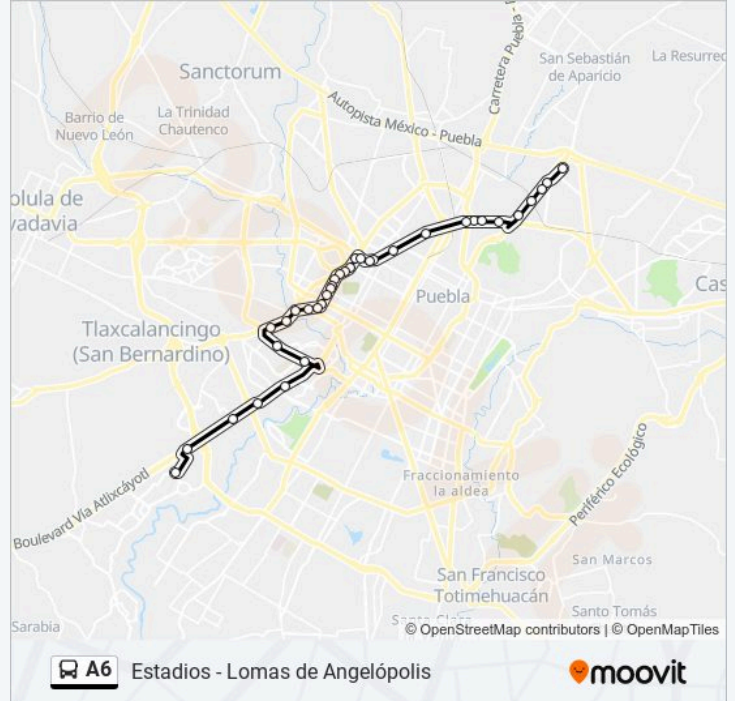 Sanctorum
San Sebastián
de Aparicio
La Resurrec
Carretera Puebla -
Autopista México - Puebla
Barrio de
Nuevo León
La Trinidad
Chautenco
olula de
vadavia
Puebla
Cas
Tlaxcalancingo
(San Bernardino)
Boulevard Vía Atlixcáyotl
Fraccionamiento
la aldea
Periférico Ecológico
San Marcos
San Francisco
Totimehuacán
Santo Tomás
Santa Clara
Sarabia
© OpenStreetMap contributors | © OpenMapTiles
A6 Estadios - Lomas de Angelópolis
moovit